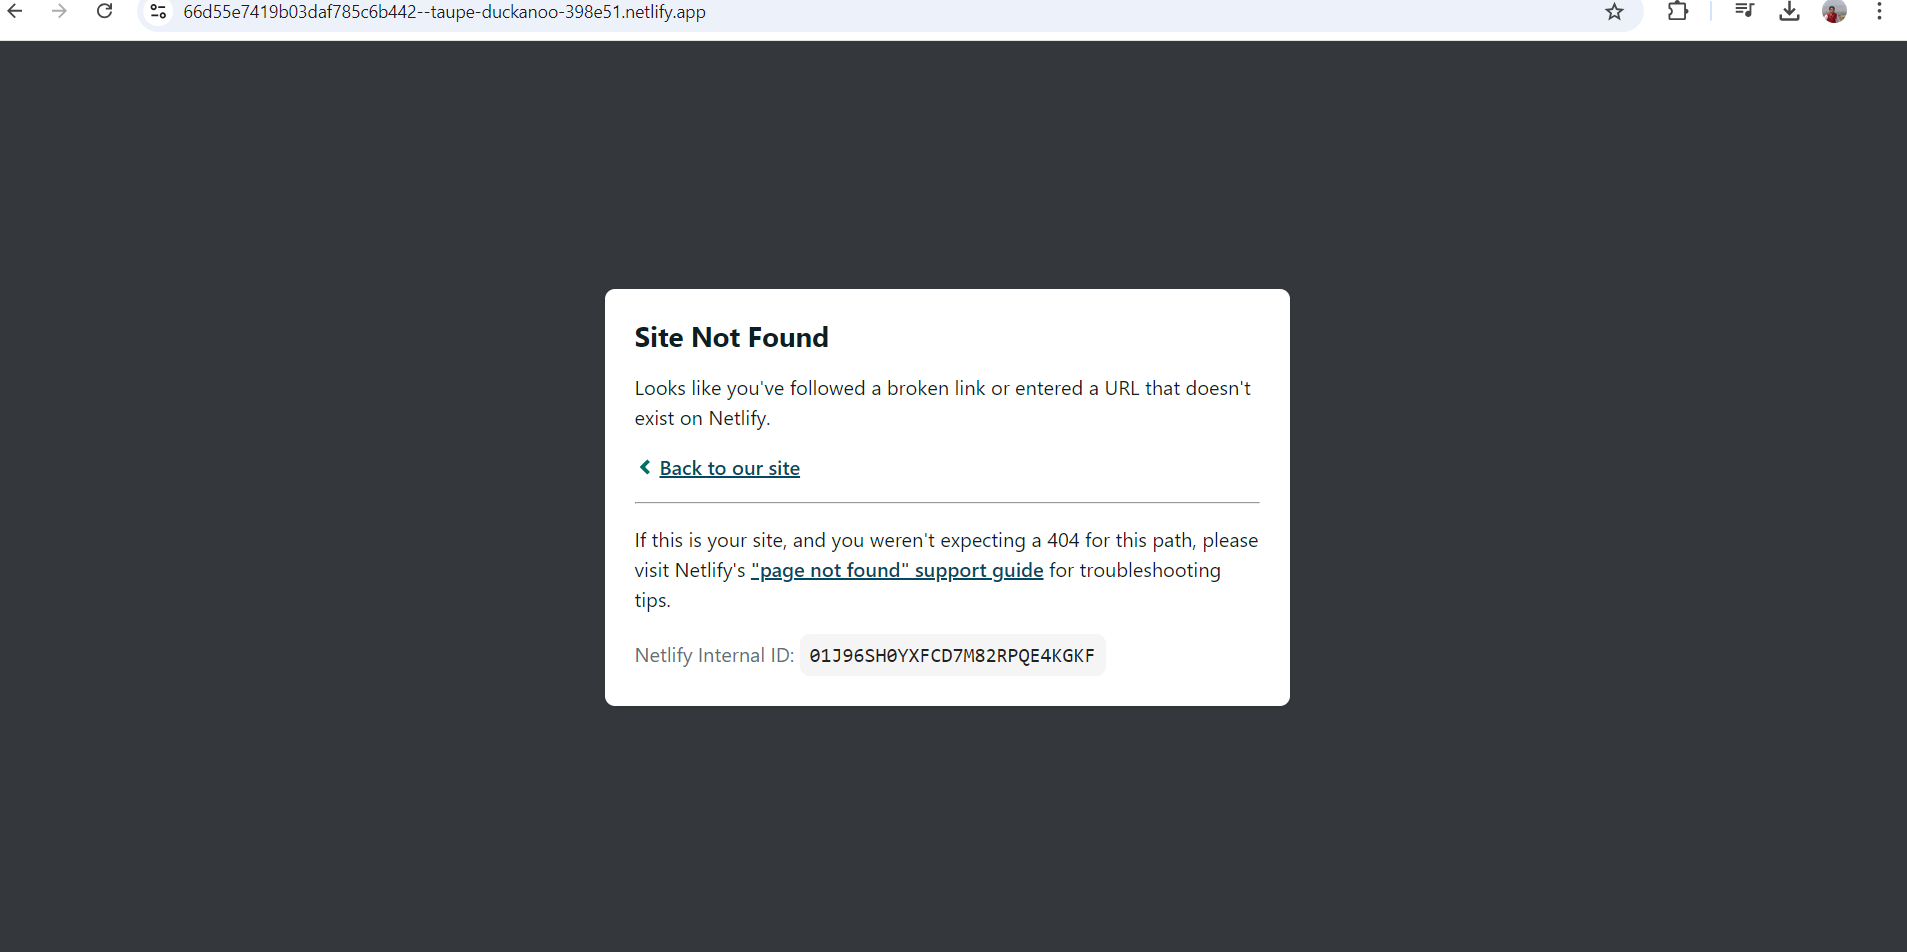 66d55e7419b03daf785c6b442--taupe-duckanoo-398e51.netlify.app
Site Not Found
Looks like you've followed a broken link or entered a URL that doesn't
exist on Netlify.
Back to our site
If this is your site, and you weren't expecting a 404 for this path, please
visit Netlify's "page not found" support guide for troubleshooting
tips.
Netlify Internal ID: 01J96SH0YXFCD7M82RPQE4KGKF